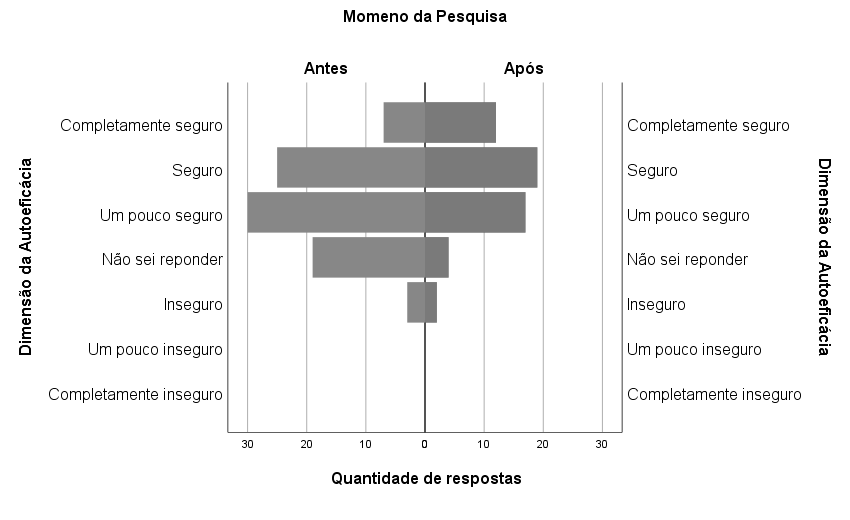 Momeno da Pesquisa
Antes Após
Dimensão da Autoeficácia
Completamente seguro Completamente seguro
Seguro Seguro
Um pouco seguro Um pouco seguro
Não sei reponder Não sei reponder
Inseguro Inseguro
Um pouco inseguro Um pouco inseguro
Completamente inseguro Completamente inseguro
Dimensão da Autoeficácia
30 20 10 0 10 20 30
Quantidade de respostas